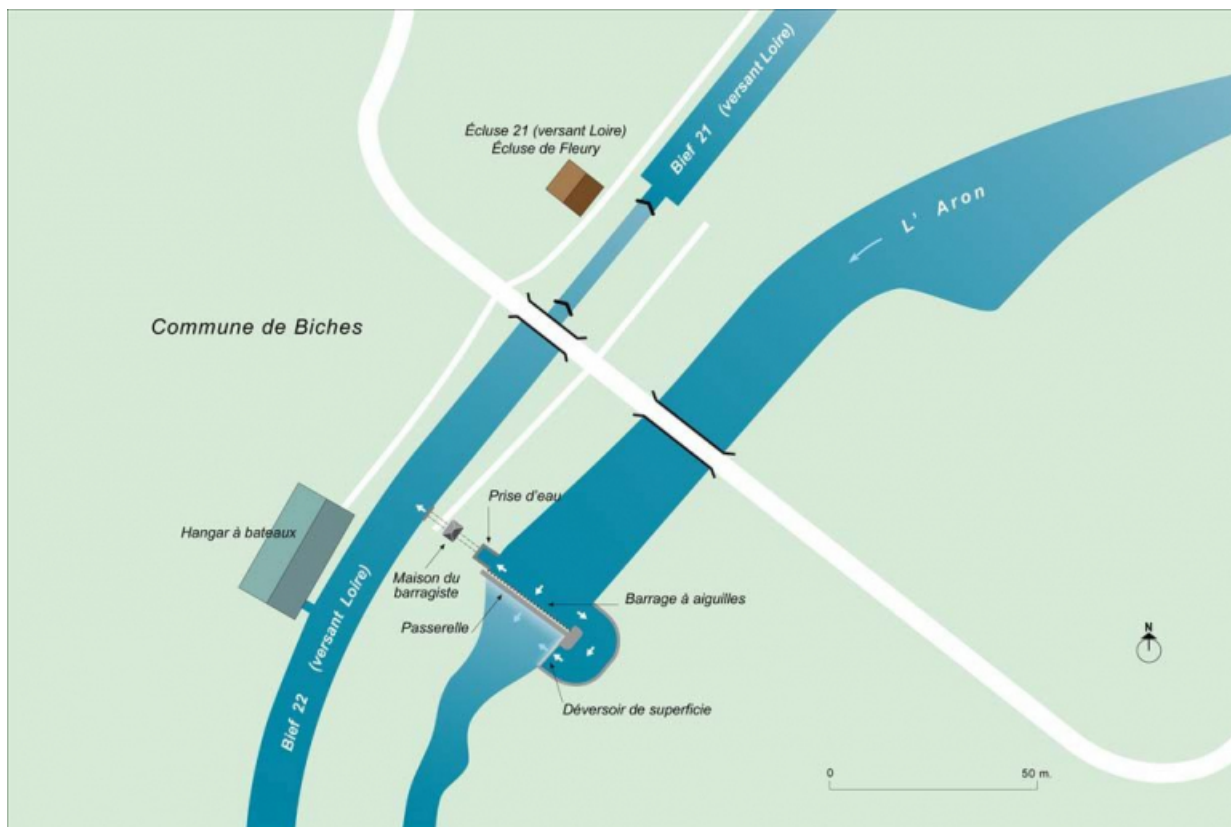 Écluse 21 (versant Loire)
Écluse de Fleury
Bief 21 (versant Loire)
L' Aron
Commune de Biches
Prise d'eau
Hangar à bateaux
Maison du
barragiste
Barrage à aiguilles
Passerelle
Bief 22 (versant Loire)
Déversoir de superficie
N
0 50 m.